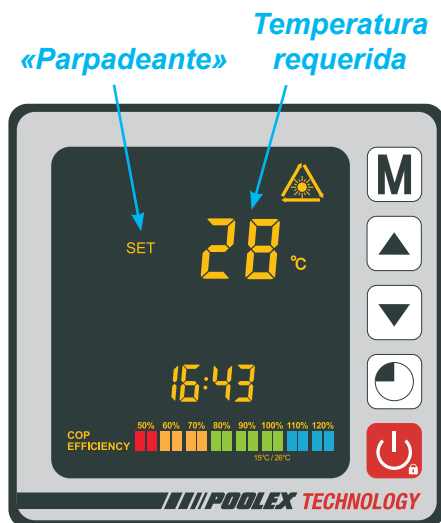 Temperatura
requerida
«Parpadeante»
M
SET
28 °C
16:43
50% 60% 70% 80% 90% 100% 110% 120%
COP
EFFICIENCY
15°C / 26°C
POOLEX TECHNOLOGY